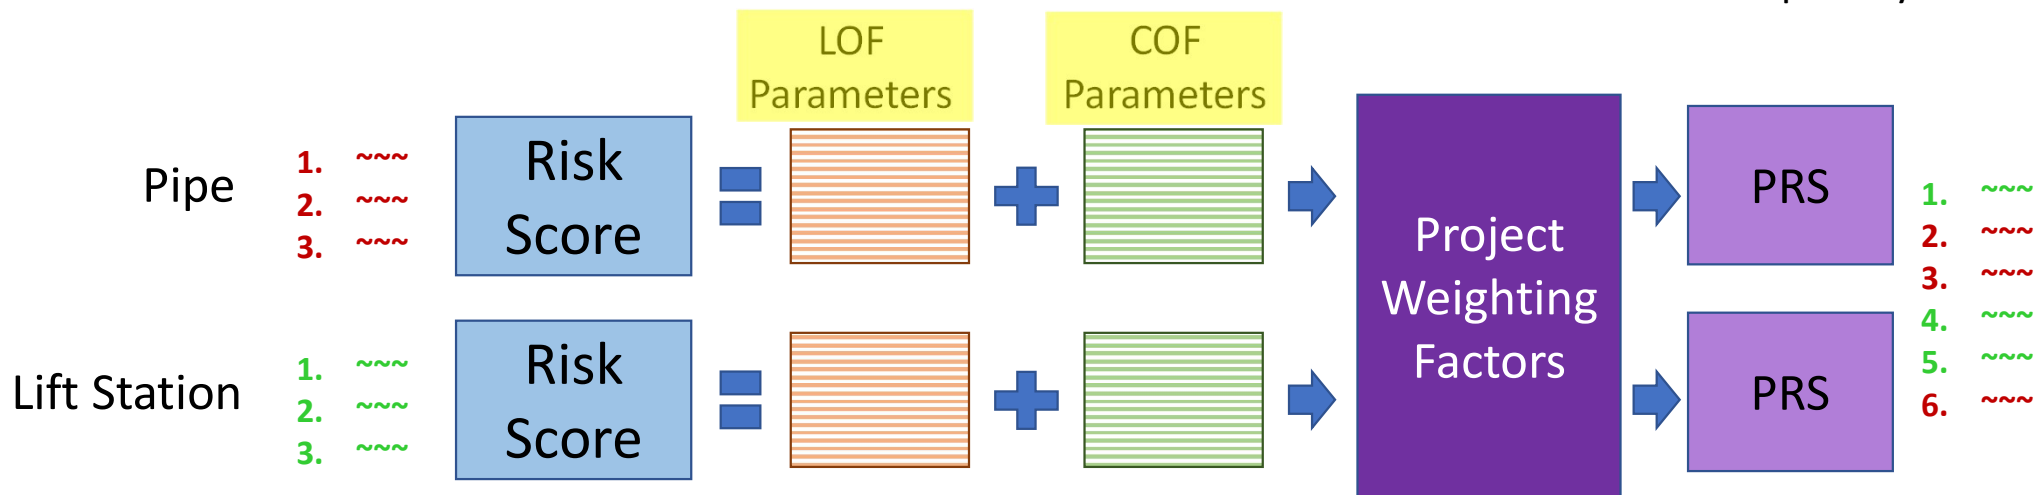 LOF
Parameters
COF
Parameters
Pipe
1. ~~~
2. ~~~
3. ~~~
Risk
Score
Project
Weighting
Factors
PRS
Lift Station
1. ~~~
2. ~~~
3. ~~~
Risk
Score
PRS
1. ~~~
2. ~~~
3. ~~~
4. ~~~
5. ~~~
6. ~~~